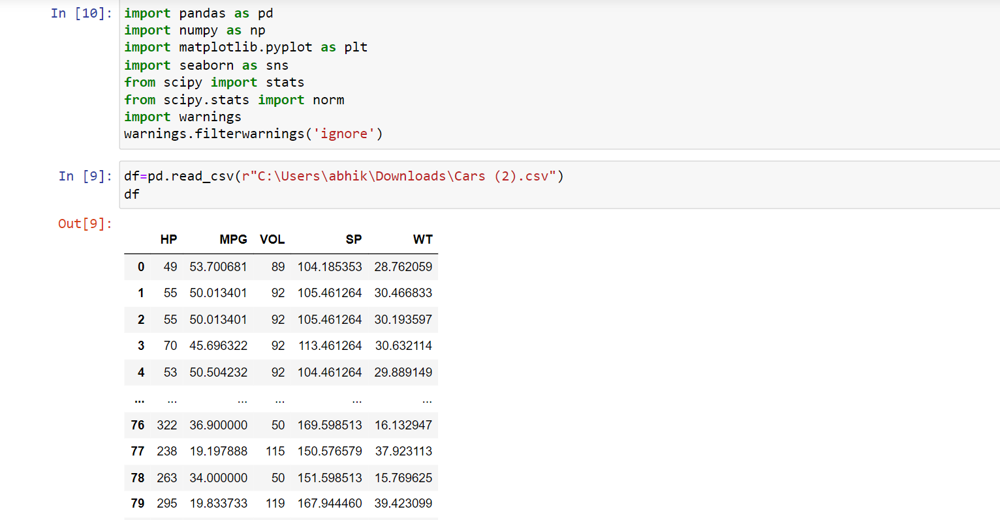 In [10]: import pandas as pd
import numpy as np
import matplotlib.pyplot as plt
import seaborn as sns
from scipy import stats
from scipy.stats import norm
import warnings
warnings.filterwarnings('ignore')
In [9]: df=pd.read_csv(r"C:\Users\abhik\Downloads\Cars (2).csv")
df
Out[9]:
HP MPG VOL SP WT
0 49 53.700681 89 104.185353 28.762059
1 55 50.013401 92 105.461264 30.466833
2 55 50.013401 92 105.461264 30.193597
3 70 45.696322 92 113.461264 30.632114
4 53 50.504232 92 104.461264 29.889149
... ... ... ... ... ...
76 322 36.900000 50 169.598513 16.132947
77 238 19.197888 115 150.576579 37.923113
78 263 34.000000 50 151.598513 15.769625
79 295 19.833733 119 167.944460 39.423099